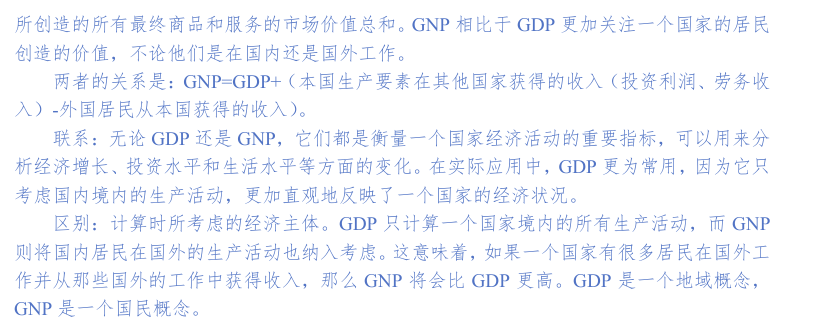 所创造的所有最终商品和服务的市场价值总和。GNP 相比于 GDP 更加关注一个国家的居民
创造的价值，不论他们是在国内还是国外工作。
两者的关系是：GNP=GDP+（本国生产要素在其他国家获得的收入（投资利润、劳务收
入）-外国居民从本国获得的收入）。
联系：无论 GDP 还是 GNP，它们都是衡量一个国家经济活动的重要指标，可以用来分
析经济增长、投资水平和生活水平等方面的变化。在实际应用中，GDP 更为常用，因为它只
考虑国内境内的生产活动，更加直观地反映了一个国家的经济状况。
区别：计算时所考虑的经济主体。GDP 只计算一个国家境内的所有生产活动，而 GNP
则将国内居民在国外的生产活动也纳入考虑。这意味着，如果一个国家有很多居民在国外工
作并从那些国外的工作中获得收入，那么 GNP 将会比 GDP 更高。GDP 是一个地域概念，
GNP 是一个国民概念。